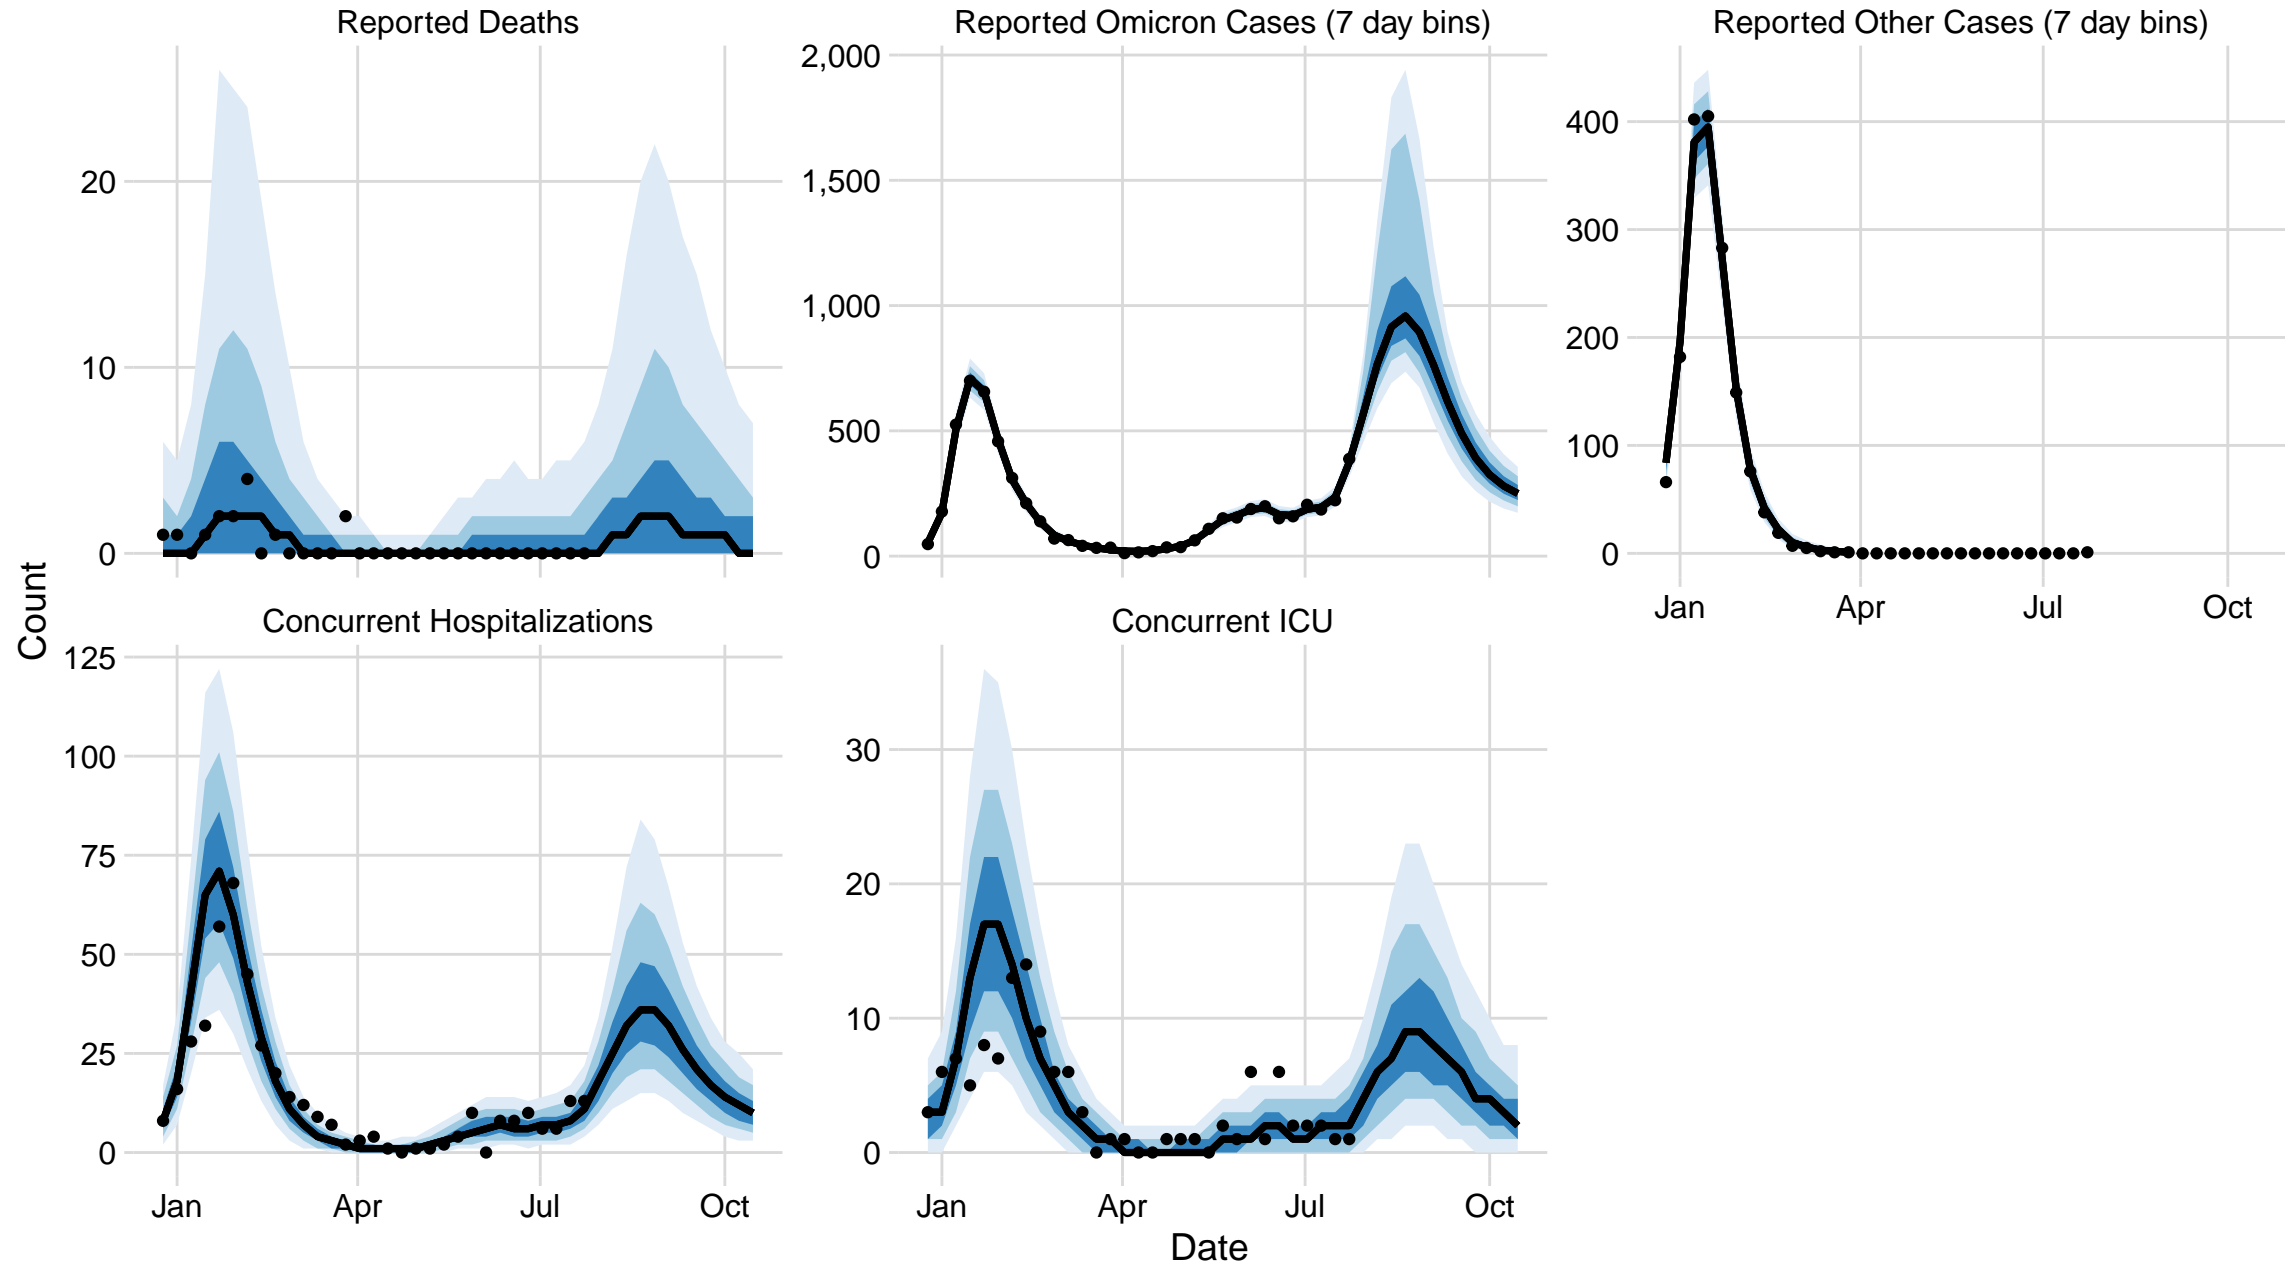 Reported Deaths
Reported Omicron Cases (7 day bins)
Reported Other Cases (7 day bins)
20
10
0
2,000
1,500
1,000
500
0
400
300
200
100
0
Jan Apr Jul Oct
Count
Concurrent Hospitalizations
Concurrent ICU
125
100
75
50
25
0
Jan Apr Jul Oct
30
20
10
0
Jan Apr Jul Oct
Date